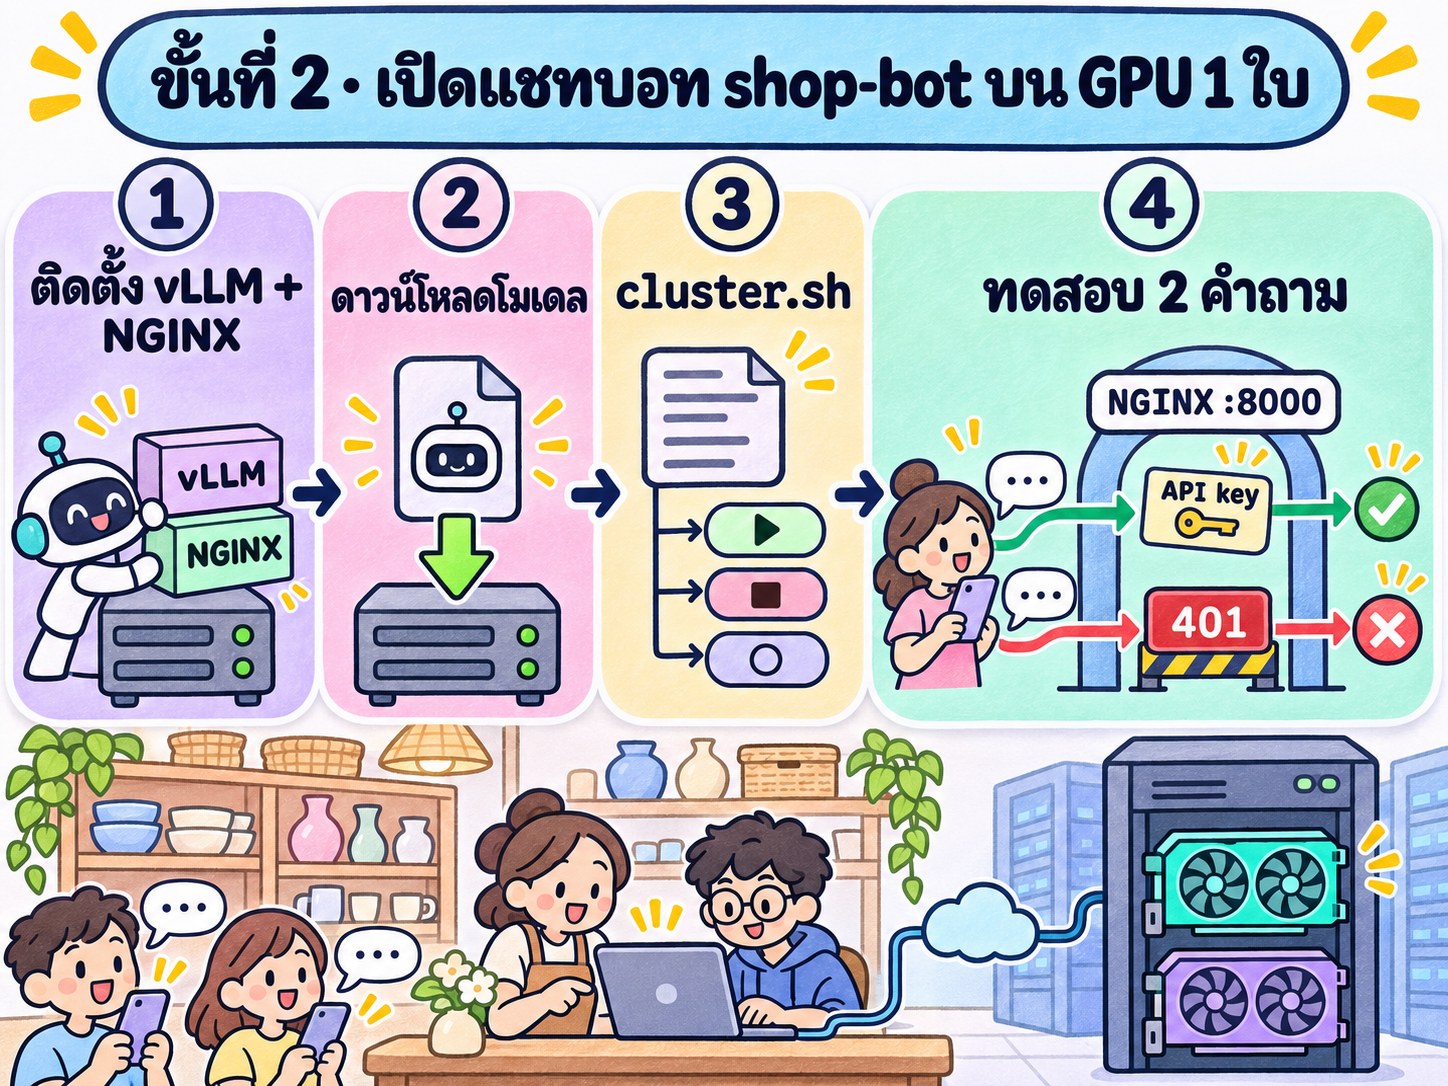 ขั้นที่ 2 · เปิดแชทบอท shop-bot บน GPU 1 ใบ
1
ติดตั้ง vLLM +
NGINX
vLLM
NGINX
2
ดาวน์โหลดโมเดล
3
cluster.sh
4
ทดสอบ 2 คำถาม
NGINX :8000
API key
401